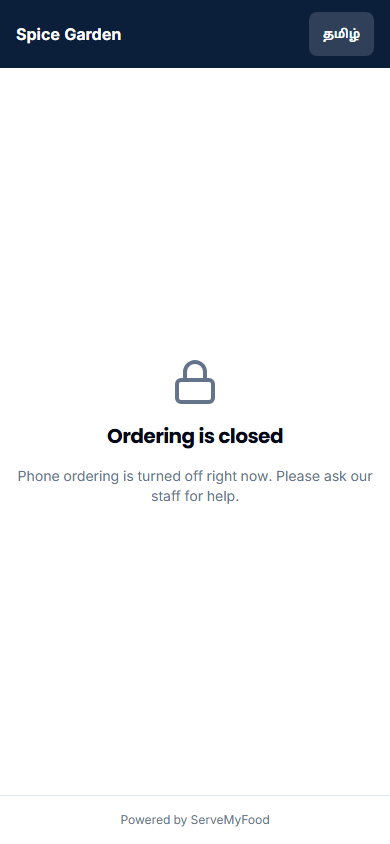 Spice Garden
தமிழ்
Ordering is closed
Phone ordering is turned off right now. Please ask our
staff for help.
Powered by ServeMyFood